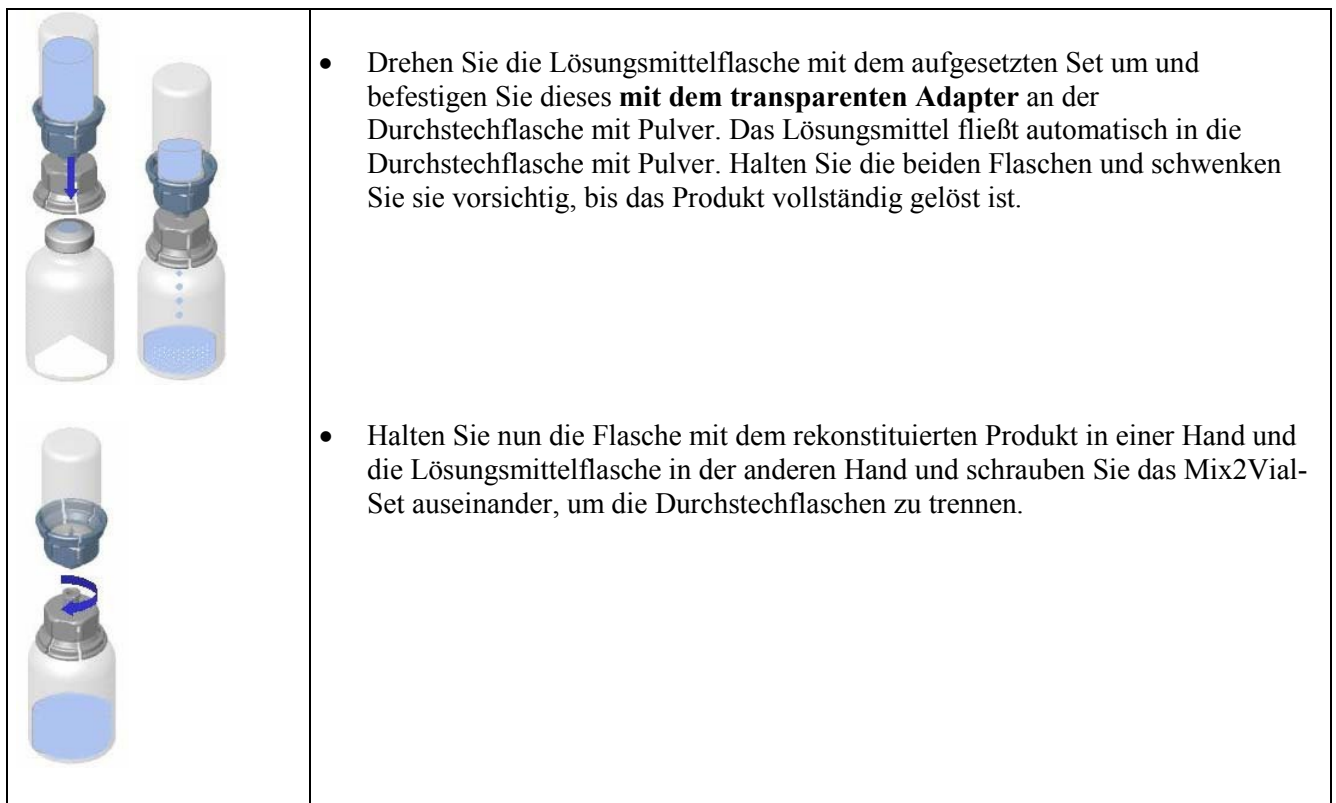 • Drehen Sie die Lösungsmittelflasche mit dem aufgesetzten Set um und
befestigen Sie dieses mit dem transparenten Adapter an der
Durchstechflasche mit Pulver. Das Lösungsmittel fließt automatisch in die
Durchstechflasche mit Pulver. Halten Sie die beiden Flaschen und schwenken
Sie sie vorsichtig, bis das Produkt vollständig gelöst ist.
• Halten Sie nun die Flasche mit dem rekonstituierten Produkt in einer Hand und
die Lösungsmittelflasche in der anderen Hand und schrauben Sie das Mix2Vial-
Set auseinander, um die Durchstechflaschen zu trennen.